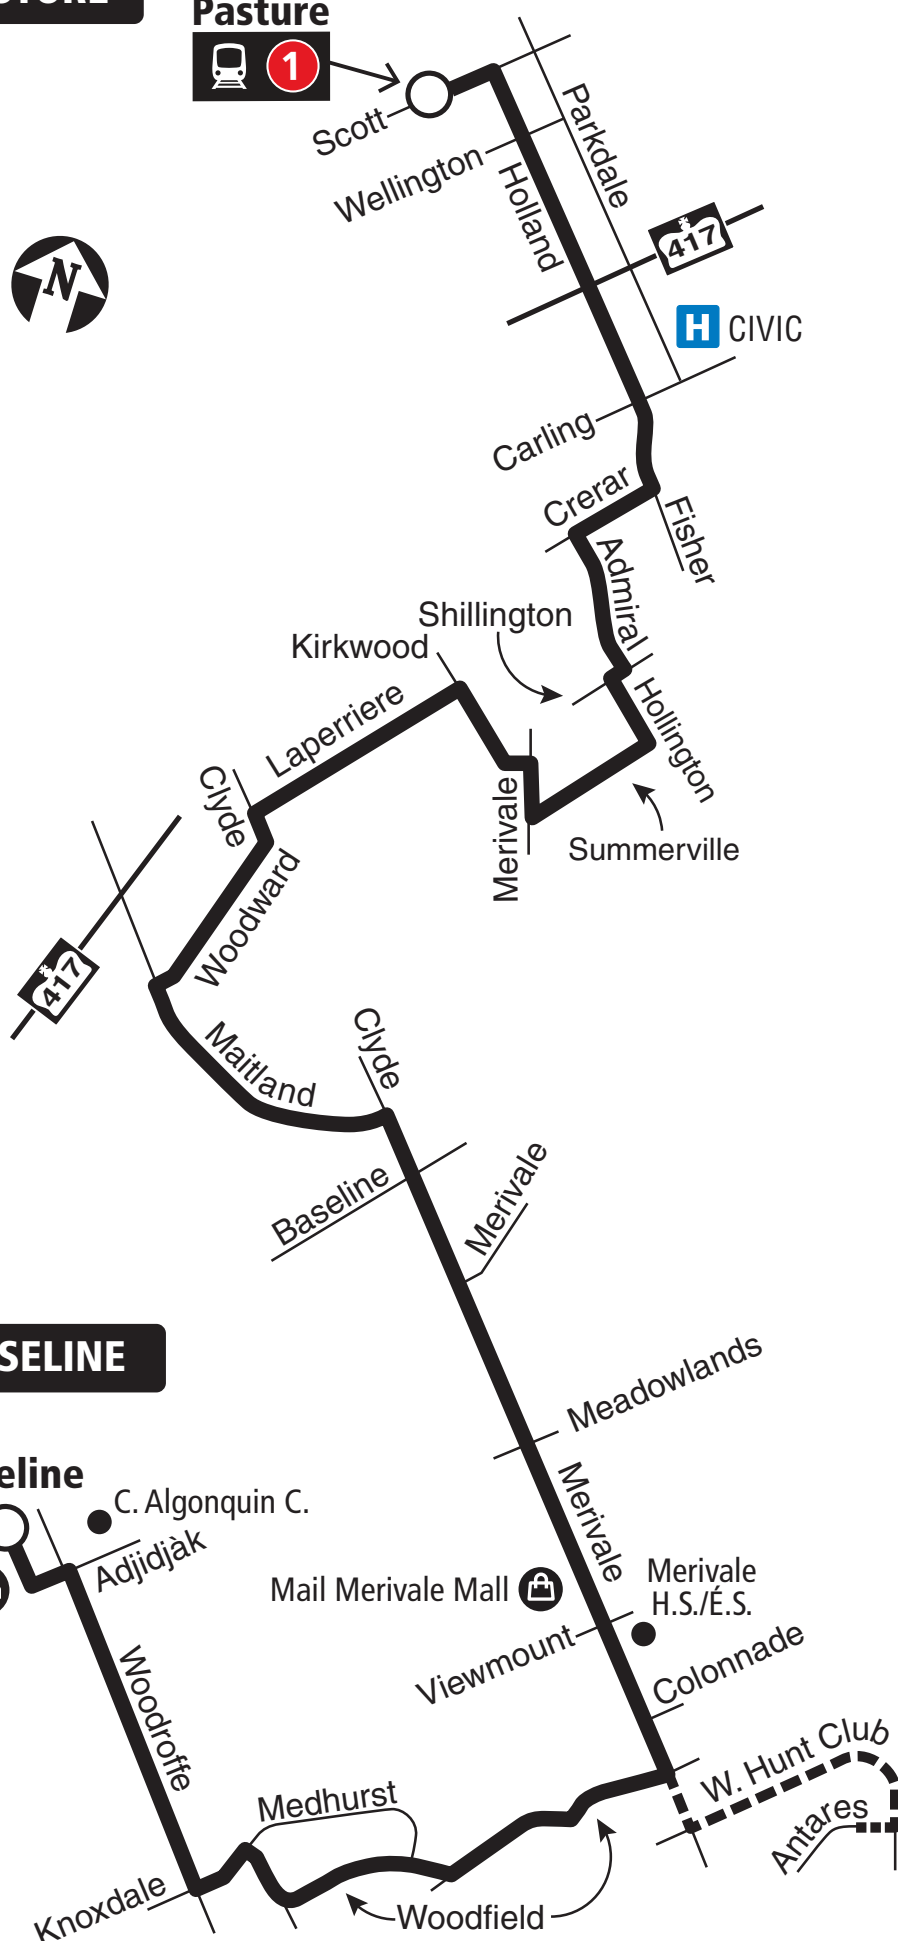 Pasture
1
Scott
Parkdale
Wellington
Holland
417
N
H CIVIC
Carling
Crerar
Fisher
Admiral
Shillington
Kirkwood
Hollington
Laperriere
Clyde
Merivale
Summerville
Woodward
417
Maitland
Clyde
Baseline
Merivale
SELINE
Meadowlands
eline
Merivale
C. Algonquin C.
Adjidjàk
Mail Merivale Mall
Merivale
H.S./É.S.
Viewmount
Colonnade
Woodroffe
W. Hunt Club
Medhurst
Antares
Knoxdale
Woodfield